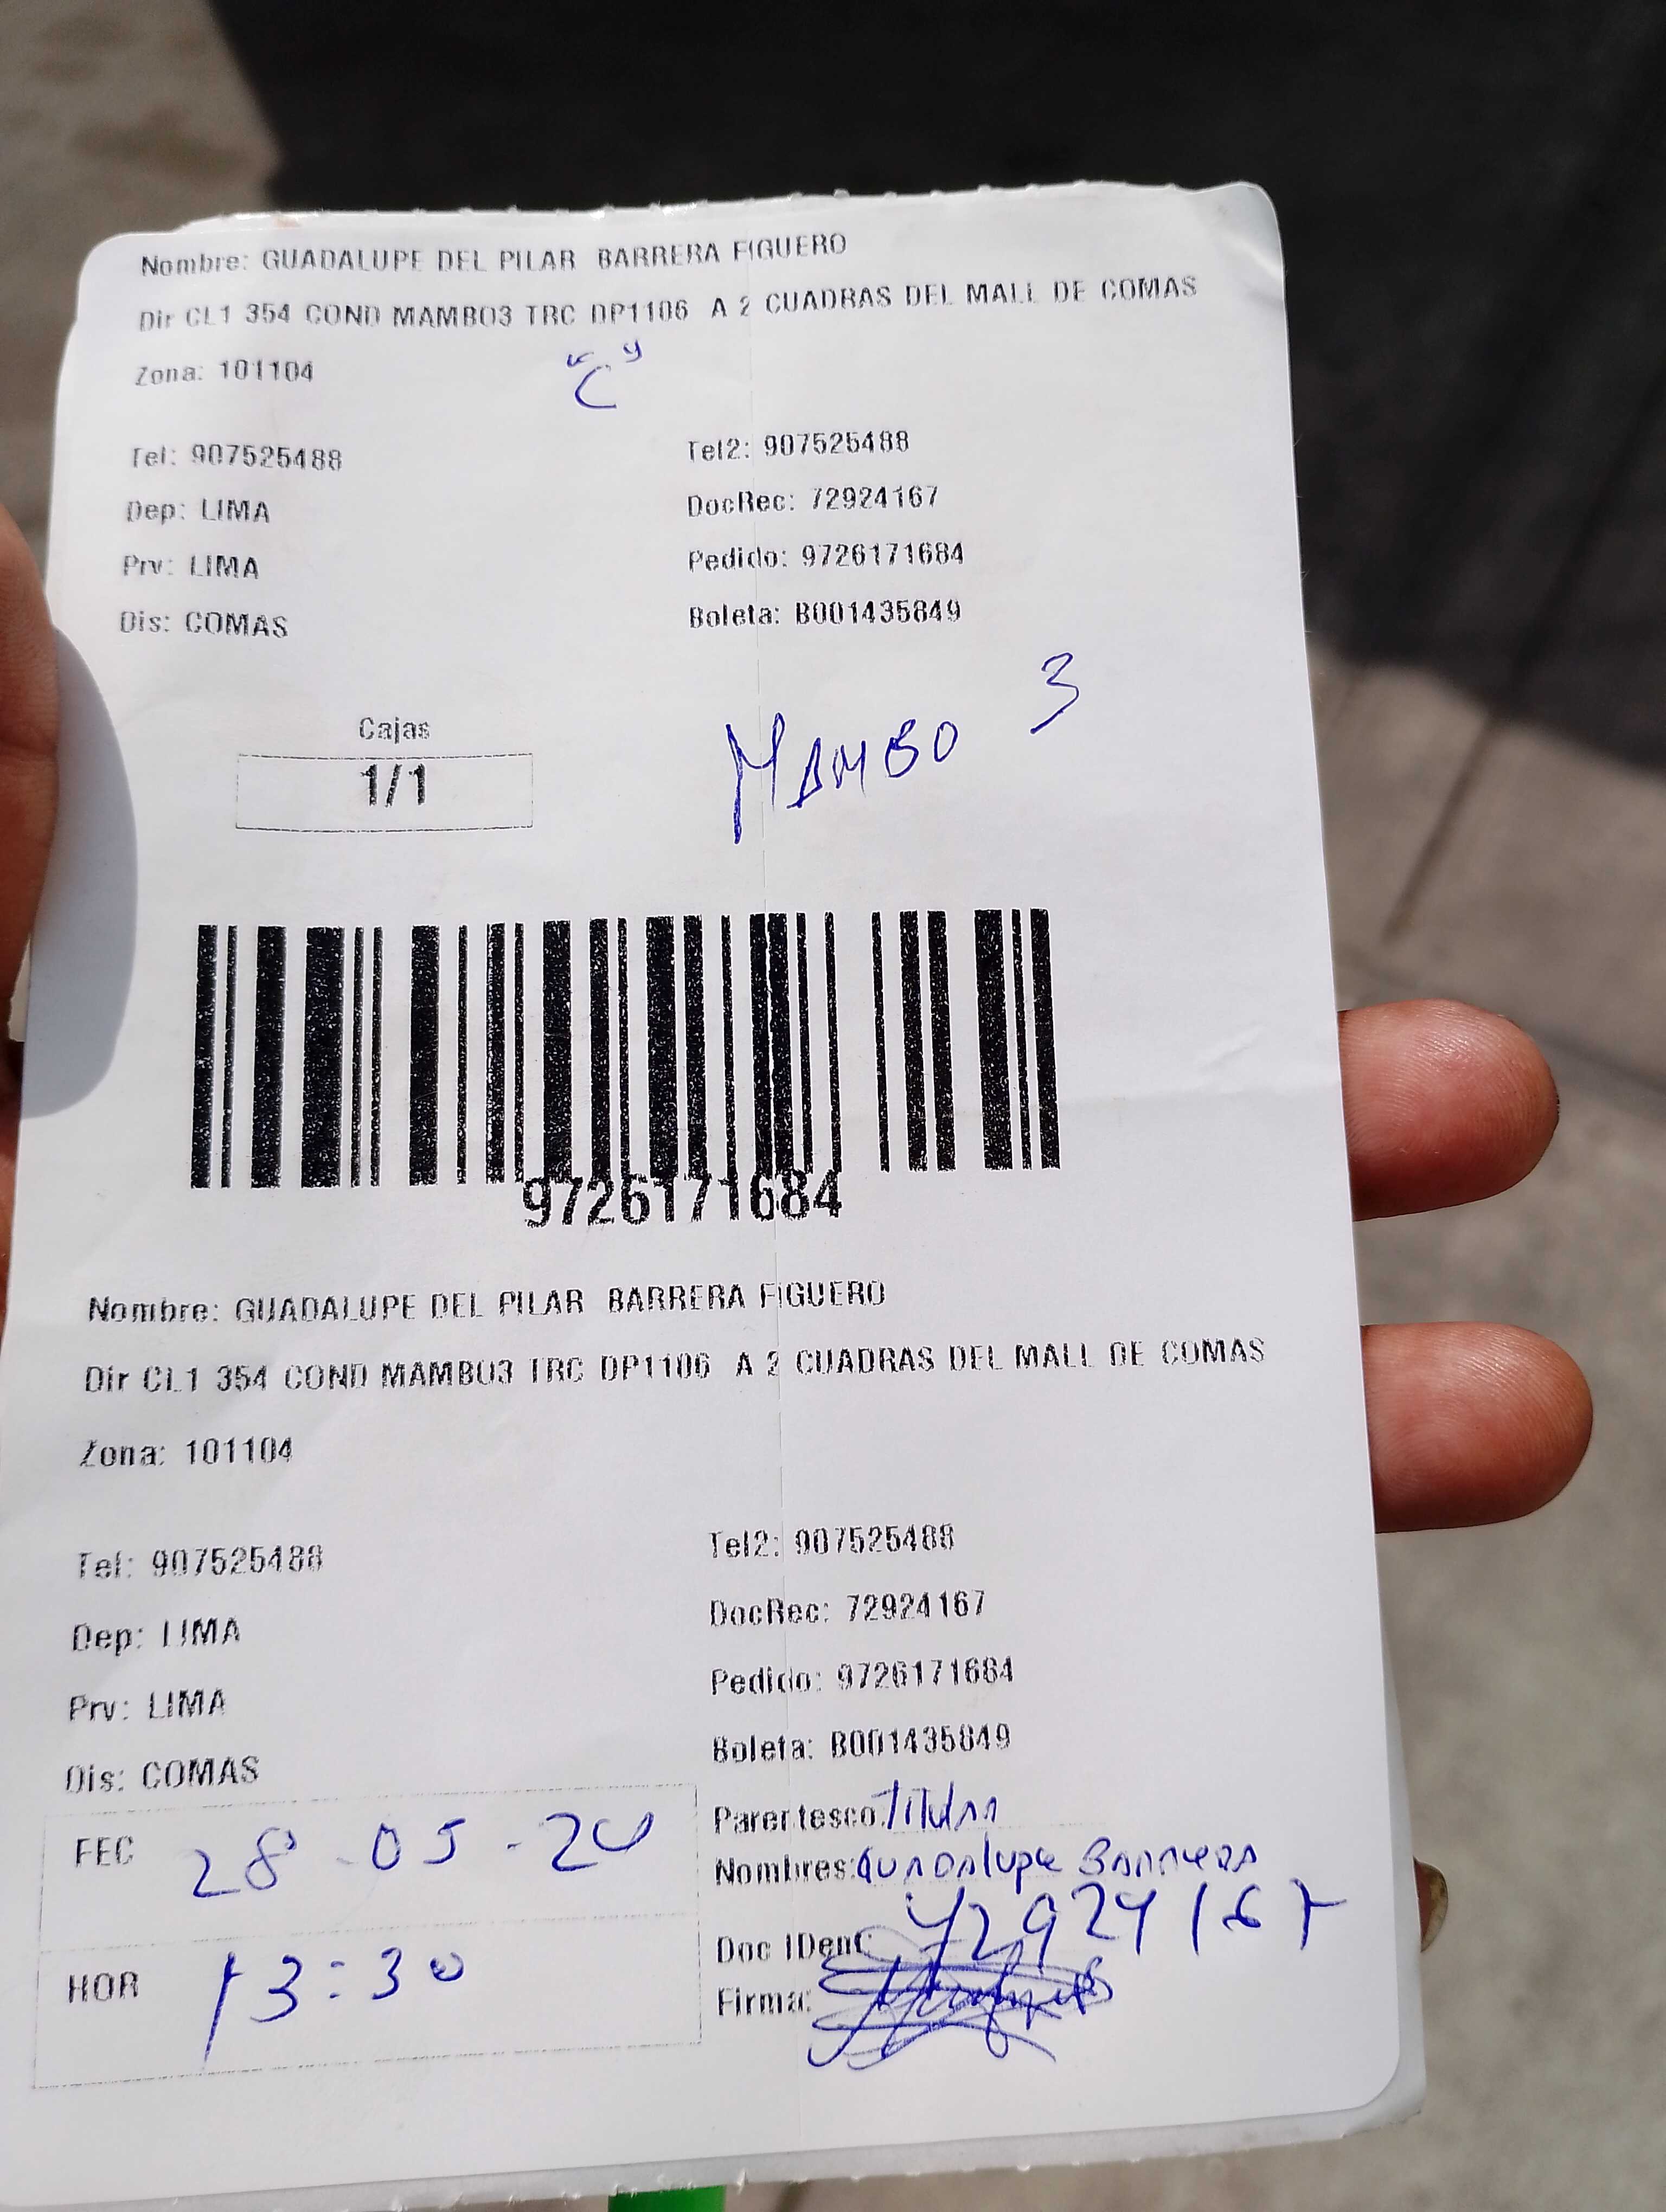 Nombre: GUADALUPE DEL PILAR BARRERA FIGUERO
Dir CL1 354 COND MAMBO3 TRC DP1106 A 2 CUADRAS DEL MALL DE COMAS
Zona: 101104
"C"
Tel: 907525488 Tel2: 907525488
Dep: LIMA DocRec: 72924167
Prv: LIMA Pedido: 9726171684
Dis: COMAS Boleta: B001435849
Cajas
1/1
MAMBO 3
9726171684
Nombre: GUADALUPE DEL PILAR BARRERA FIGUERO
Dir CL1 354 COND MAMBO3 TRC DP1106 A 2 CUADRAS DEL MALL DE COMAS
Zona: 101104
Tel: 907525488 Tel2: 907525488
Dep: LIMA DocRec: 72924167
Prv: LIMA Pedido: 9726171684
Dis: COMAS Boleta: B001435849
FEC 28-05-20 Parentesco: Titular
Nombres: Guadalupe Barrera
HOR 13:30 Doc IDent: 72924167
Firma: